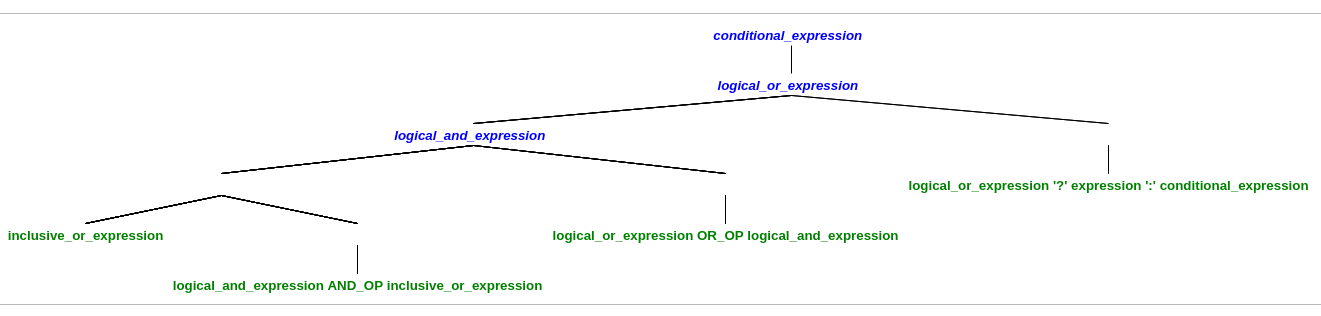 conditional_expression
logical_or_expression
logical_and_expression
logical_or_expression '?' expression ':' conditional_expression
inclusive_or_expression
logical_or_expression OR_OP logical_and_expression
logical_and_expression AND_OP inclusive_or_expression